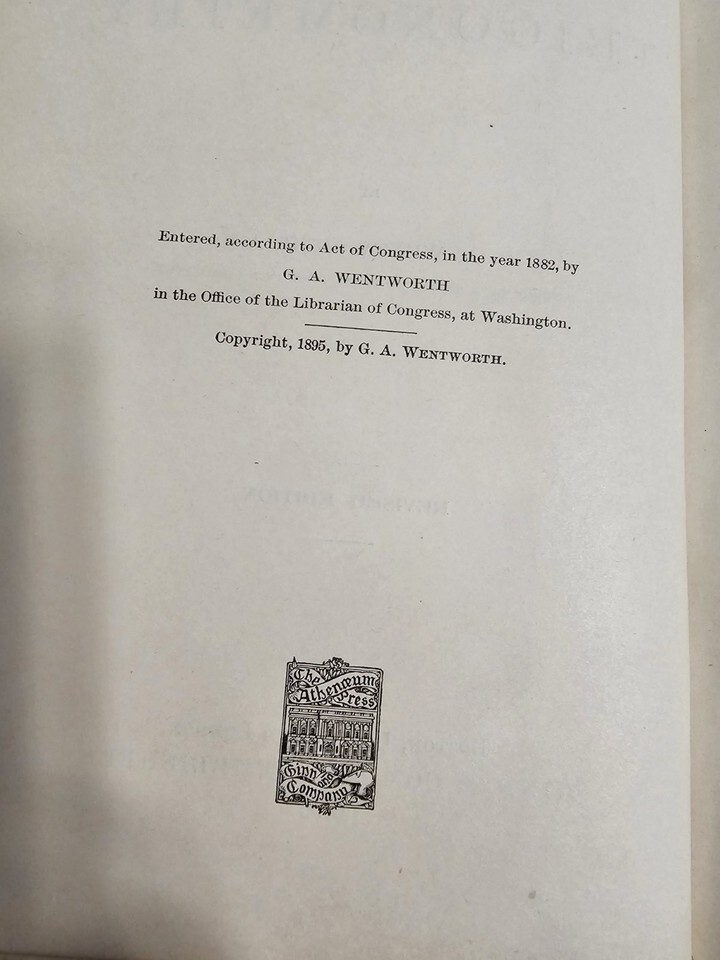 Entered, according to Act of Congress, in the year 1882, by
G. A. WENTWORTH
in the Office of the Librarian of Congress, at Washington.
Copyright, 1895, by G. A. WENTWORTH.
The
Athenæum
Press
Ginn
and
Company